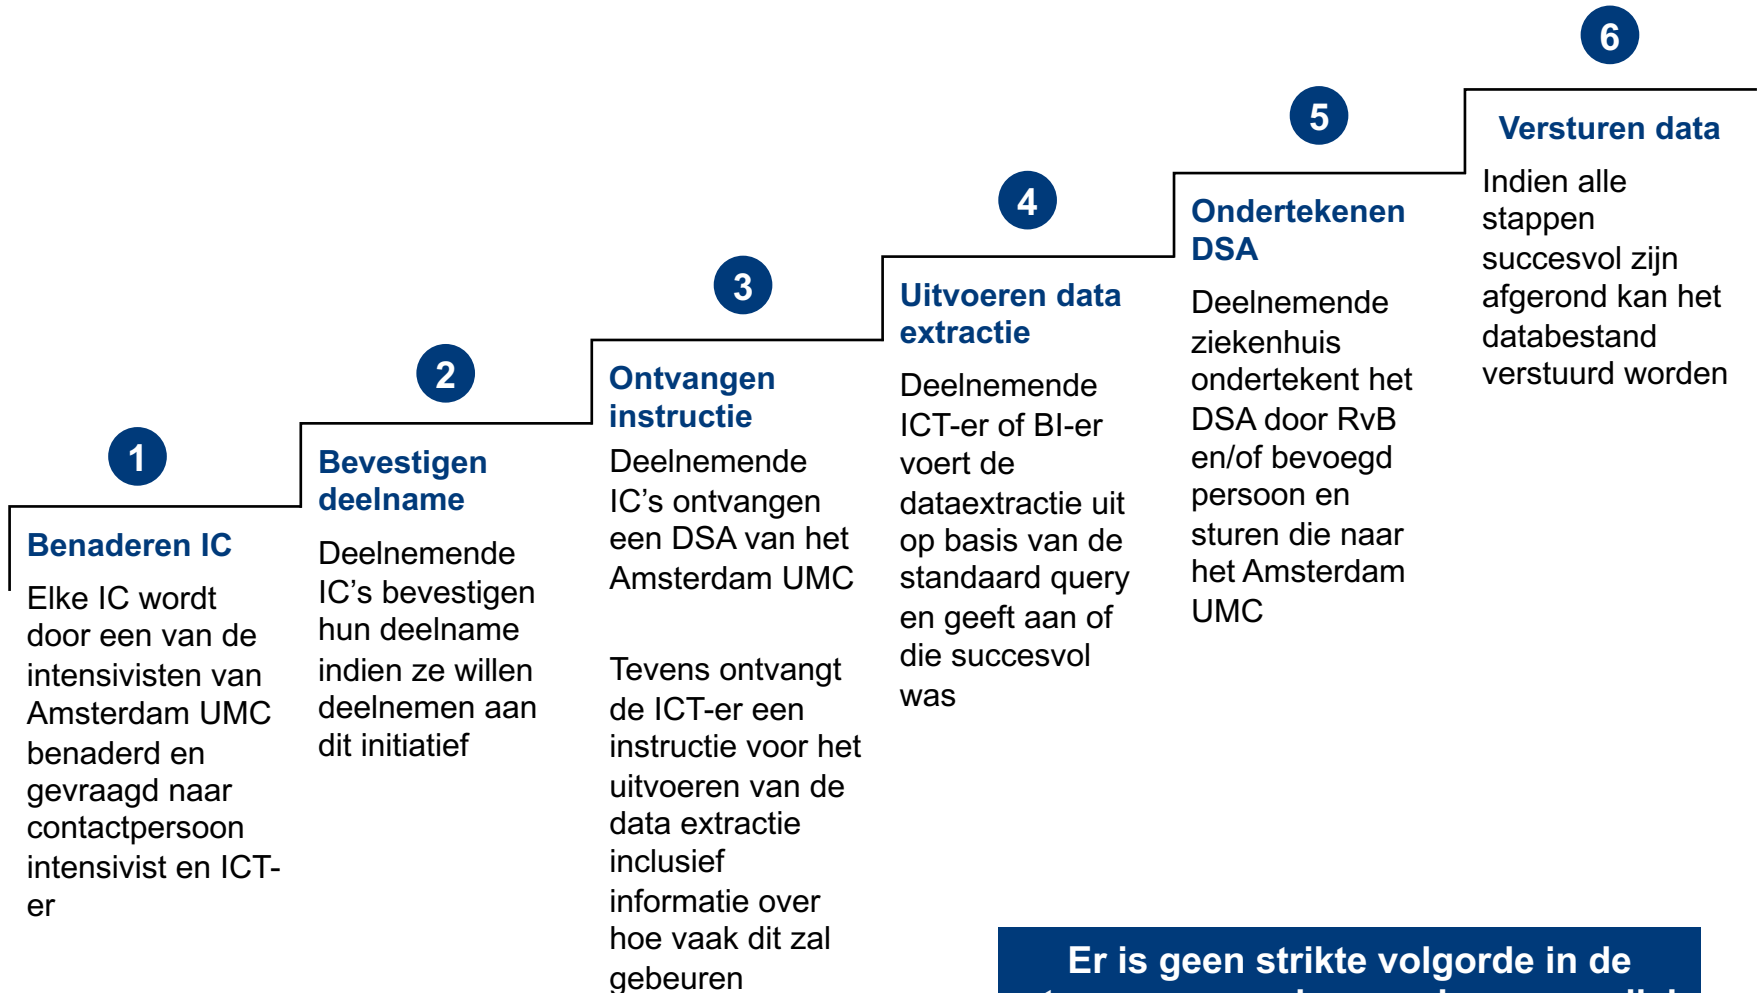 1
Benaderen IC
Elke IC wordt
door een van de
intensivisten van
Amsterdam UMC
benaderd en
gevraagd naar
contactpersoon
intensivist en ICT-
er
2
Bevestigen
deelname
Deelnemende
IC’s bevestigen
hun deelname
indien ze willen
deelnemen aan
dit initiatief
3
Ontvangen
instructie
Deelnemende
IC’s ontvangen
een DSA van het
Amsterdam UMC
Tevens ontvangt
de ICT-er een
instructie voor het
uitvoeren van de
data extractie
inclusief
informatie over
hoe vaak dit zal
gebeuren
4
Uitvoeren data
extractie
Deelnemende
ICT-er of BI-er
voert de
dataextractie uit
op basis van de
standaard query
en geeft aan of
die succesvol
was
5
Ondertekenen
DSA
Deelnemende
ziekenhuis
ondertekent het
DSA door RvB
en/of bevoegd
persoon en
sturen die naar
het Amsterdam
UMC
6
Versturen data
Indien alle
stappen
succesvol zijn
afgerond kan het
databestand
verstuurd worden
Er is geen strikte volgorde in de